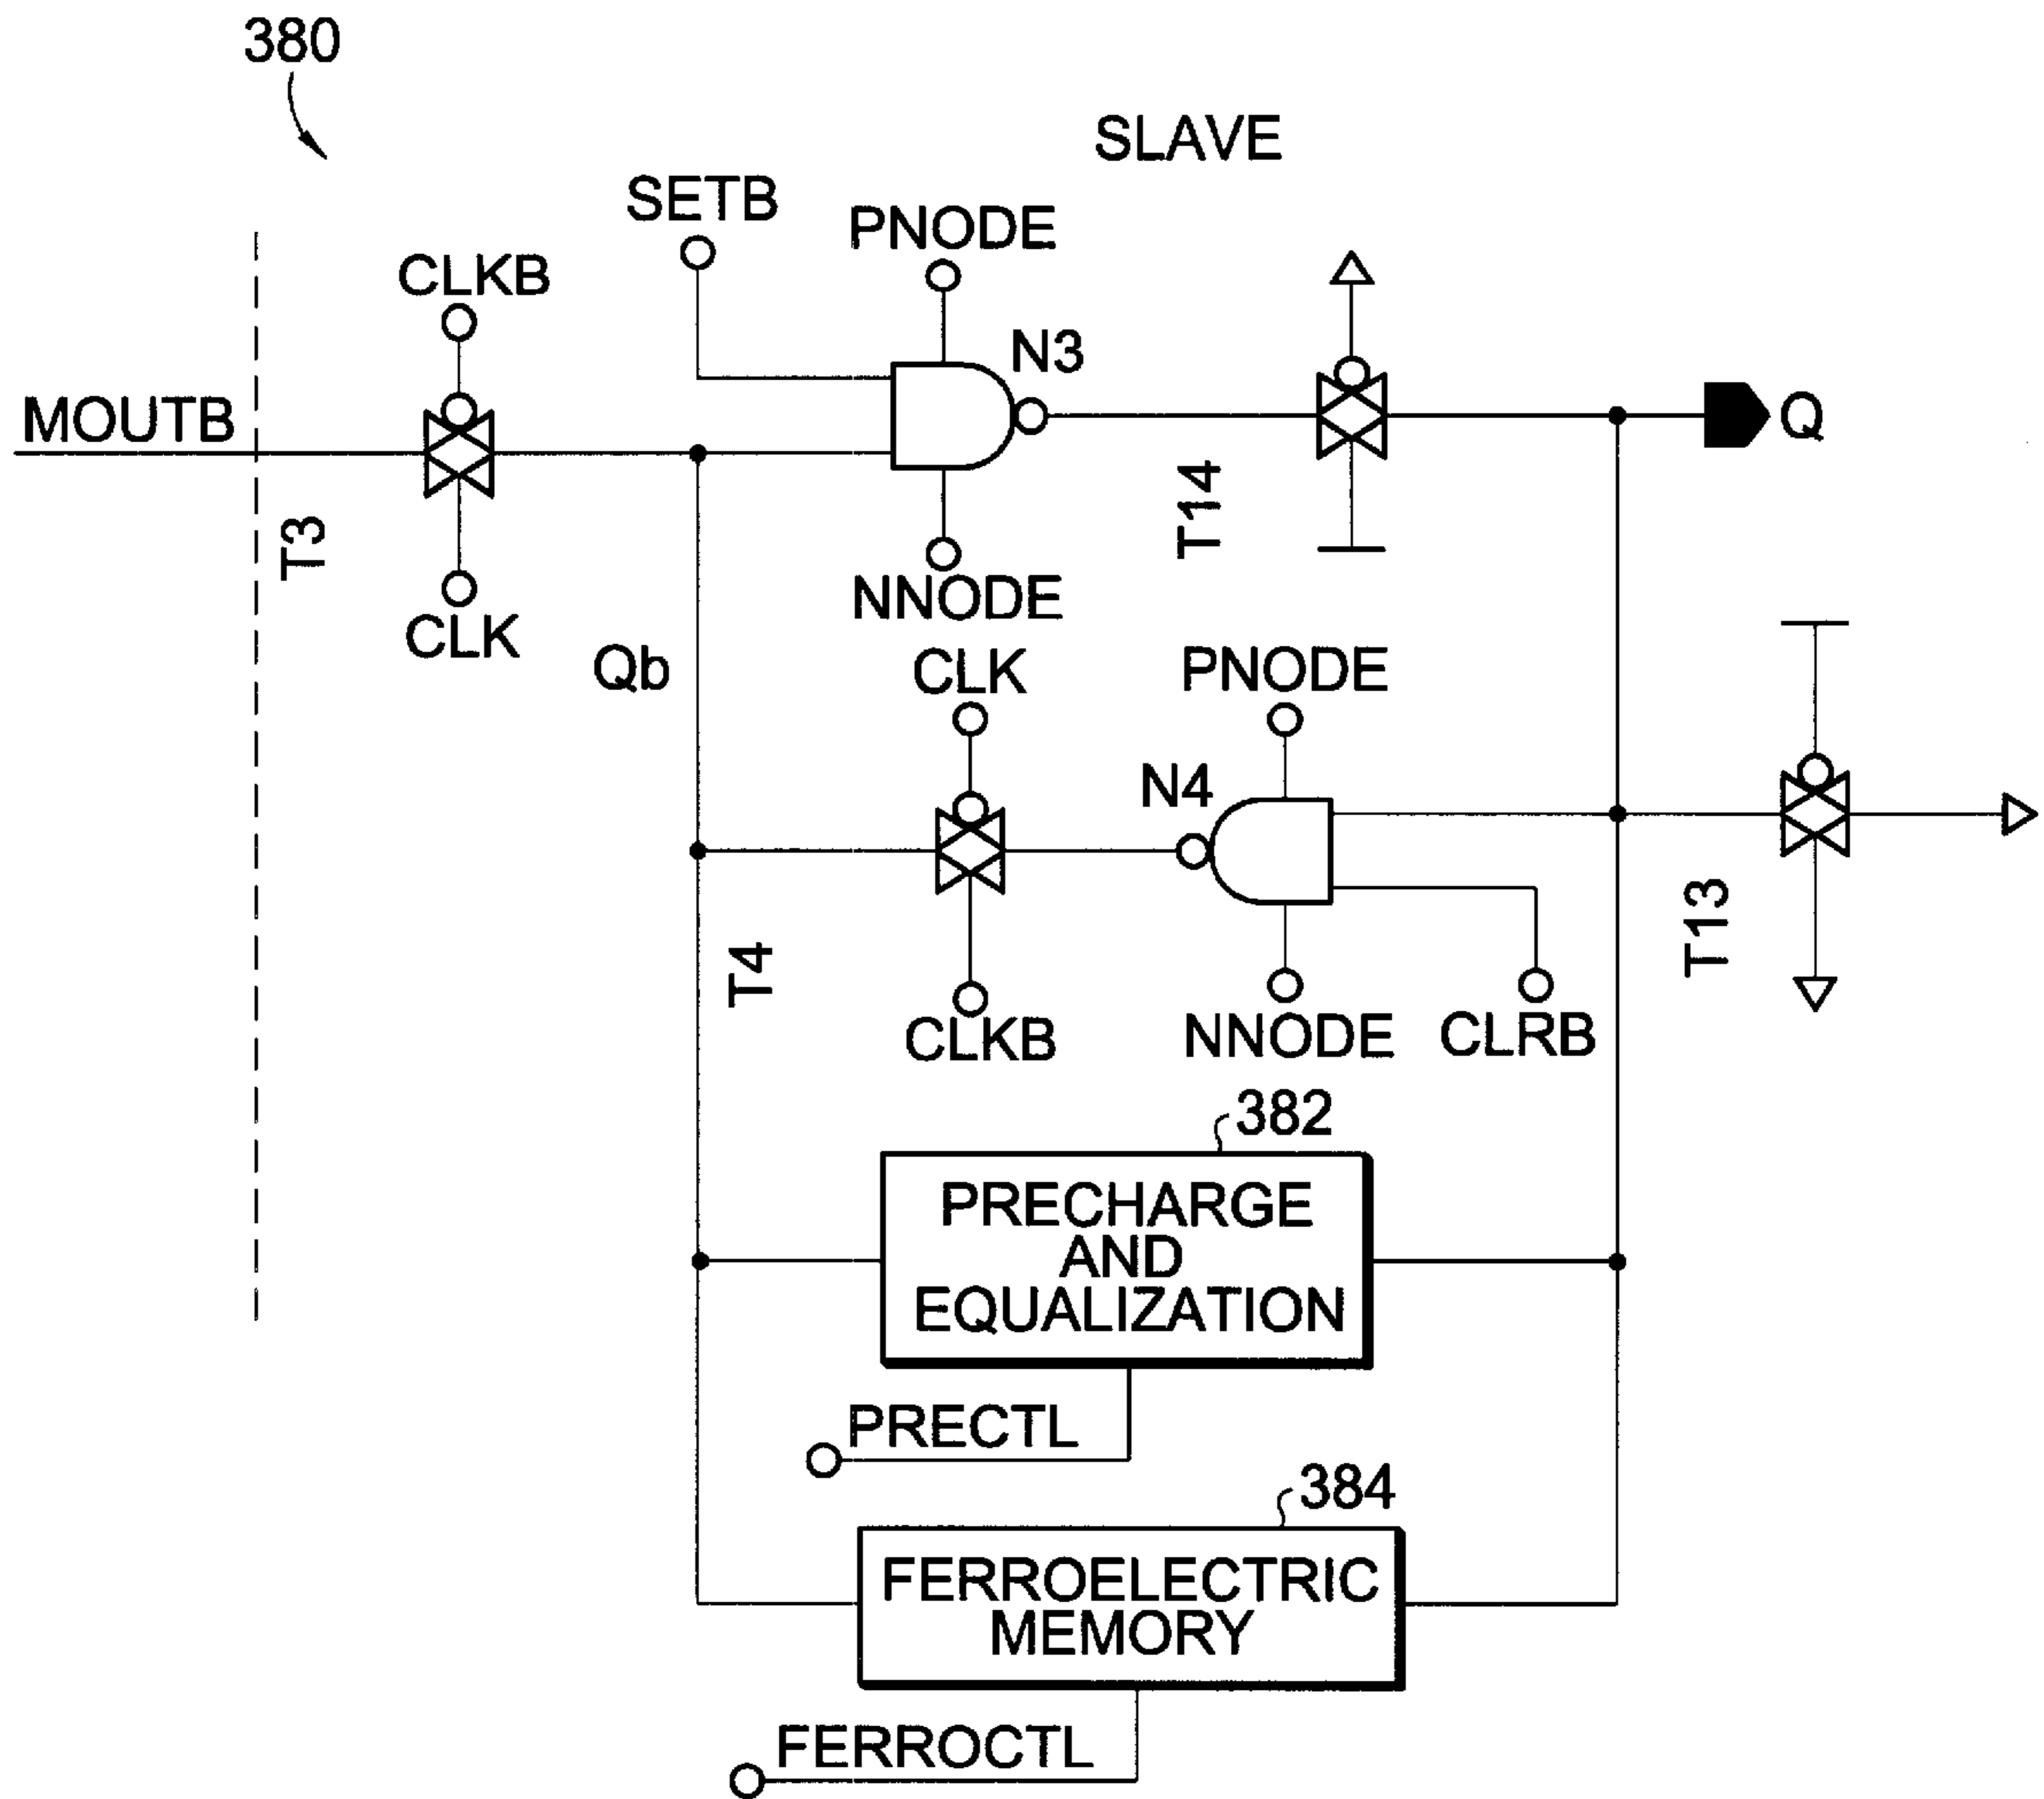 380
SLAVE
SETB
PNODE
CLKB
N3
MOUTB
Q
T3
T14
NNODE
CLK
Qb
CLK
PNODE
N4
T13
T4
CLKB
NNODE
CLRB
382
PRECHARGE
AND
EQUALIZATION
PRECTL
384
FERROELECTRIC
MEMORY
FERROCTL